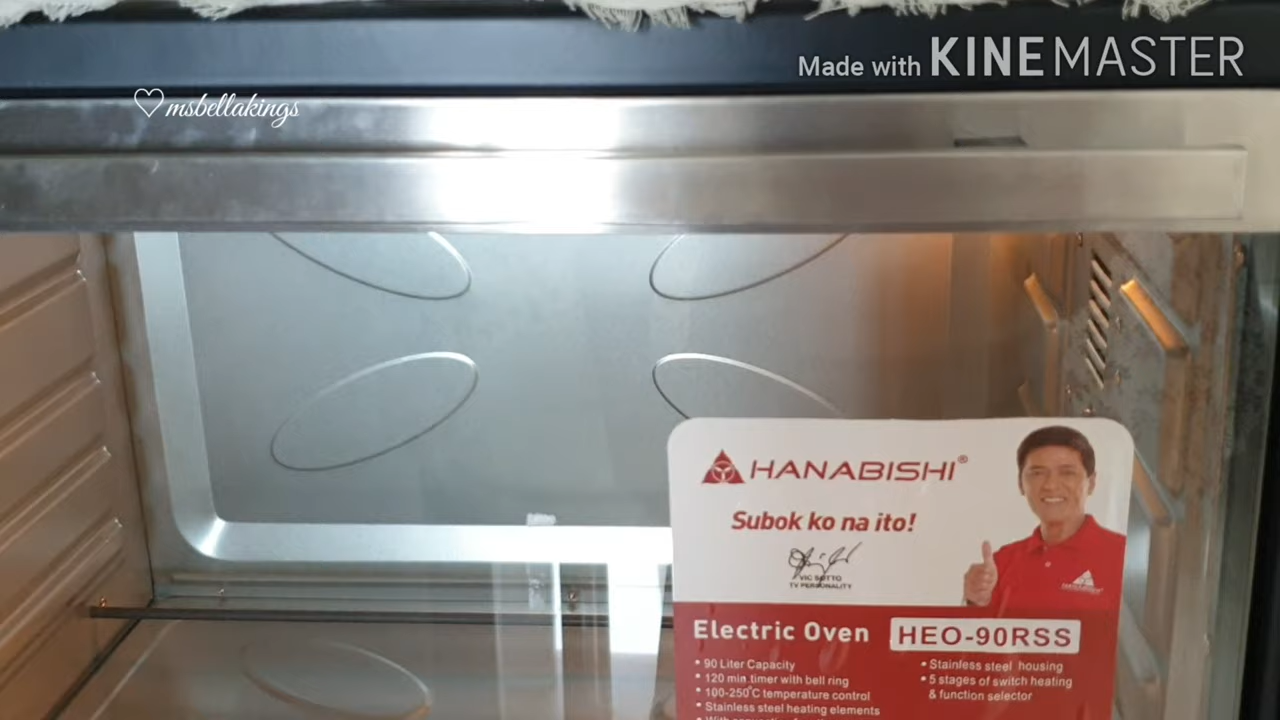 Made with KINEMASTER
msbellakings
HANABISHI®
Subok ko na ito!
VIC SOTTO
TV PERSONALITY
HANABISHI
Electric Oven HEO-90RSS
• 90 Liter Capacity
• 120 min.timer with bell ring
• 100-250°C temperature control
• Stainless steel heating elements
• Stainless steel housing
• 5 stages of switch heating
& function selector